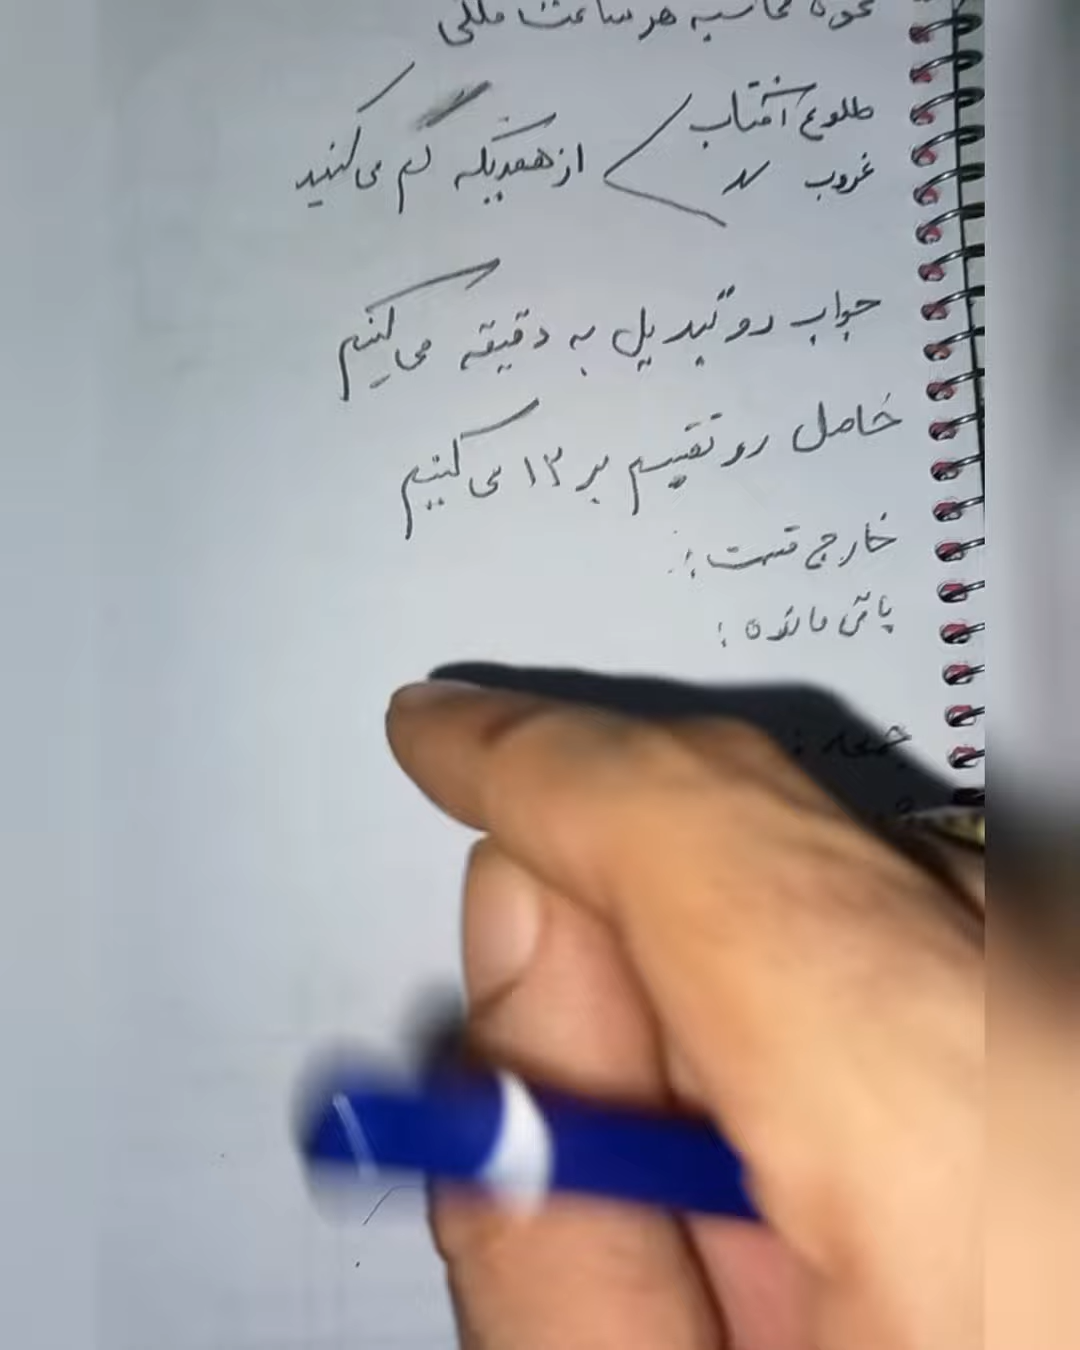 نحوه محاسبه هر ساعت فلکی
طلوع آفتاب
غروب 〃
از همدیگه کم می‌کنید
جواب رو تبدیل به دقیقه می‌کنیم
حاصل رو تقسیم بر ۱۲ می‌کنیم
خارج قسمت :
باقی مانده :